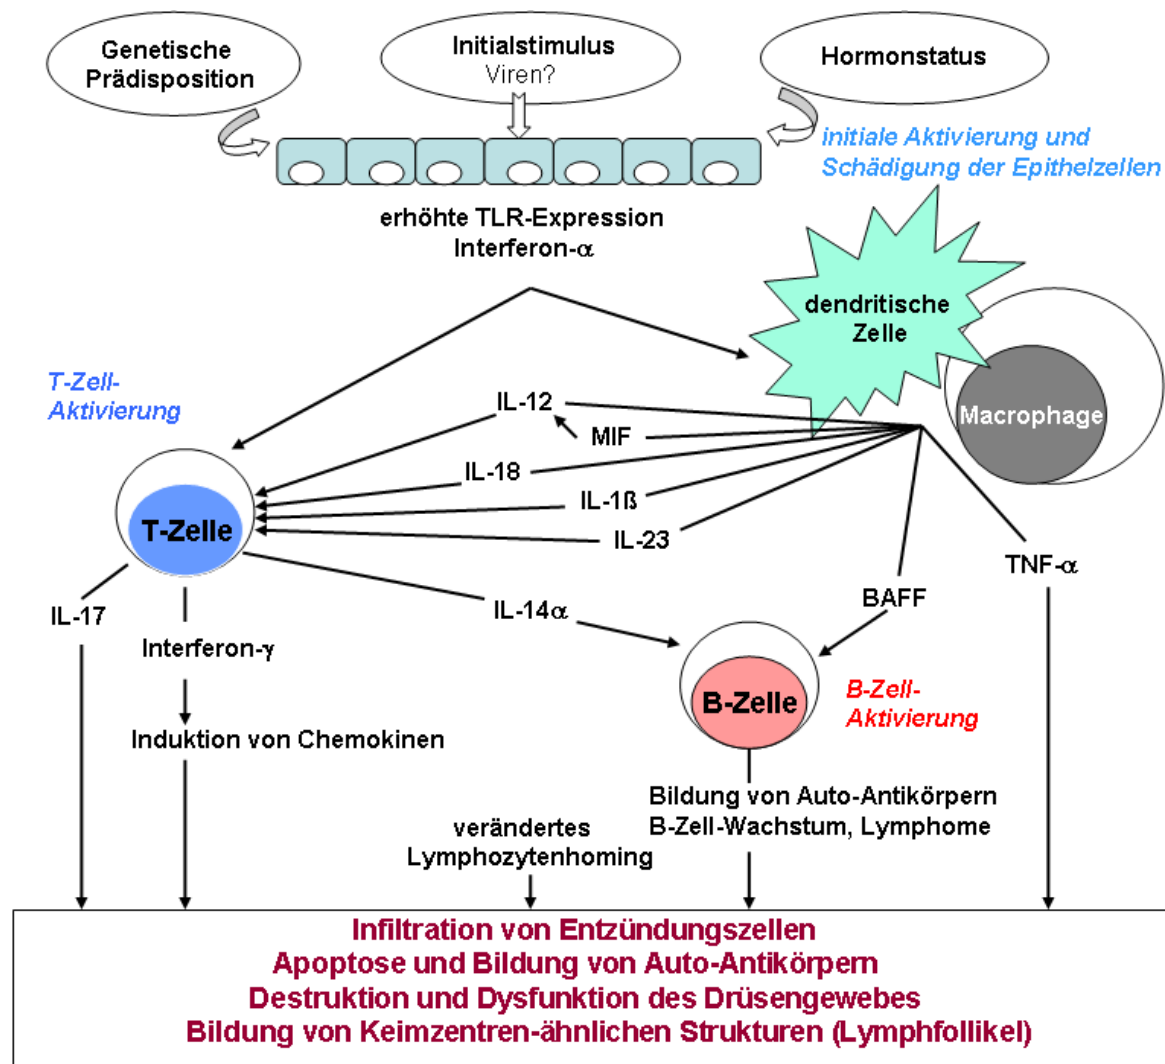 Genetische
Prädisposition
Initialstimulus
Viren?
Hormonstatus
initiale Aktivierung und
Schädigung der Epithelzellen
erhöhte TLR-Expression
Interferon-α
dendritische
Zelle
Macrophage
T-Zell-
Aktivierung
IL-12
MIF
IL-18
IL-1ß
IL-23
T-Zelle
TNF-α
IL-17
IL-14α
BAFF
Interferon-γ
B-Zelle
B-Zell-
Aktivierung
Induktion von Chemokinen
Bildung von Auto-Antikörpern
B-Zell-Wachstum, Lymphome
verändertes
Lymphozytenhoming
Infiltration von Entzündungszellen
Apoptose und Bildung von Auto-Antikörpern
Destruktion und Dysfunktion des Drüsengewebes
Bildung von Keimzentren-ähnlichen Strukturen (Lymphfollikel)